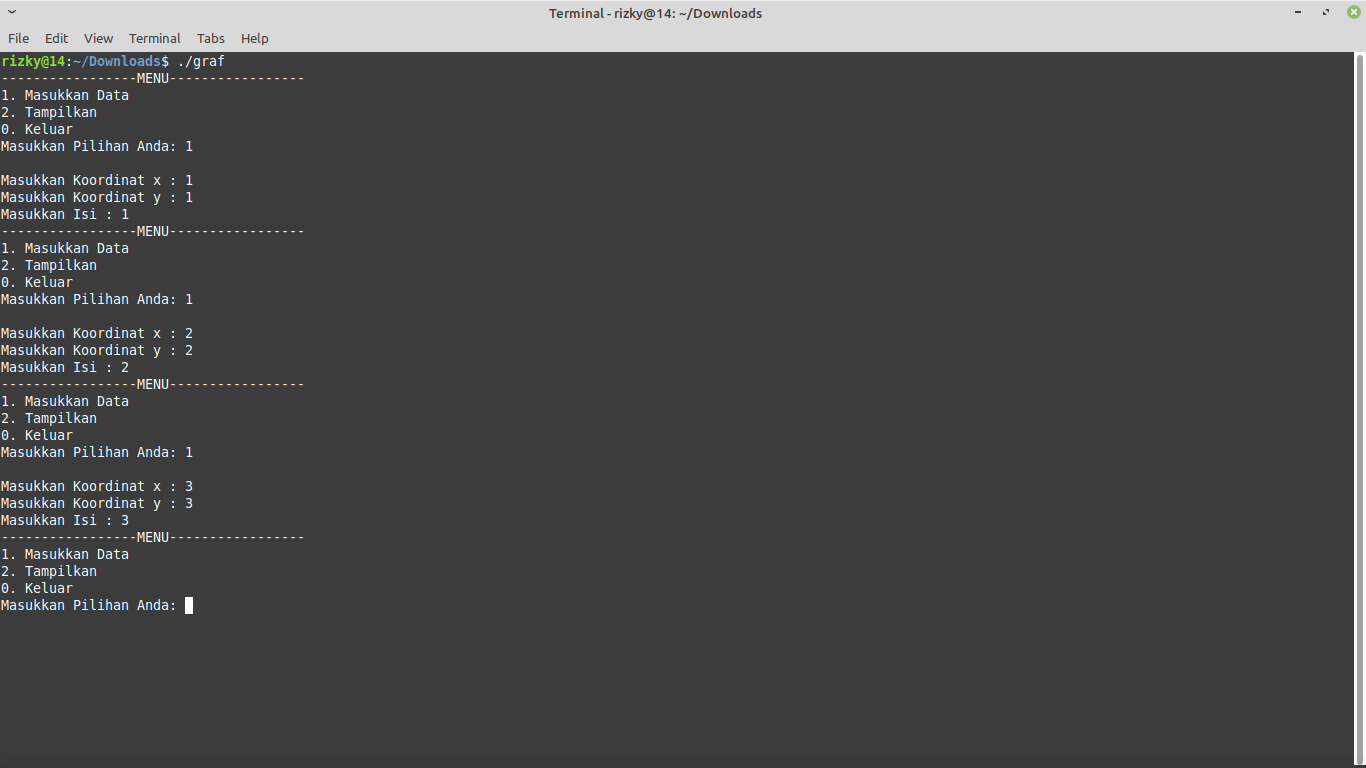 Terminal - rizky@14: ~/Downloads
File Edit View Terminal Tabs Help
rizky@14:~/Downloads$ ./graf
-----------------MENU-----------------
1. Masukkan Data
2. Tampilkan
0. Keluar
Masukkan Pilihan Anda: 1

Masukkan Koordinat x : 1
Masukkan Koordinat y : 1
Masukkan Isi : 1
-----------------MENU-----------------
1. Masukkan Data
2. Tampilkan
0. Keluar
Masukkan Pilihan Anda: 1

Masukkan Koordinat x : 2
Masukkan Koordinat y : 2
Masukkan Isi : 2
-----------------MENU-----------------
1. Masukkan Data
2. Tampilkan
0. Keluar
Masukkan Pilihan Anda: 1

Masukkan Koordinat x : 3
Masukkan Koordinat y : 3
Masukkan Isi : 3
-----------------MENU-----------------
1. Masukkan Data
2. Tampilkan
0. Keluar
Masukkan Pilihan Anda: